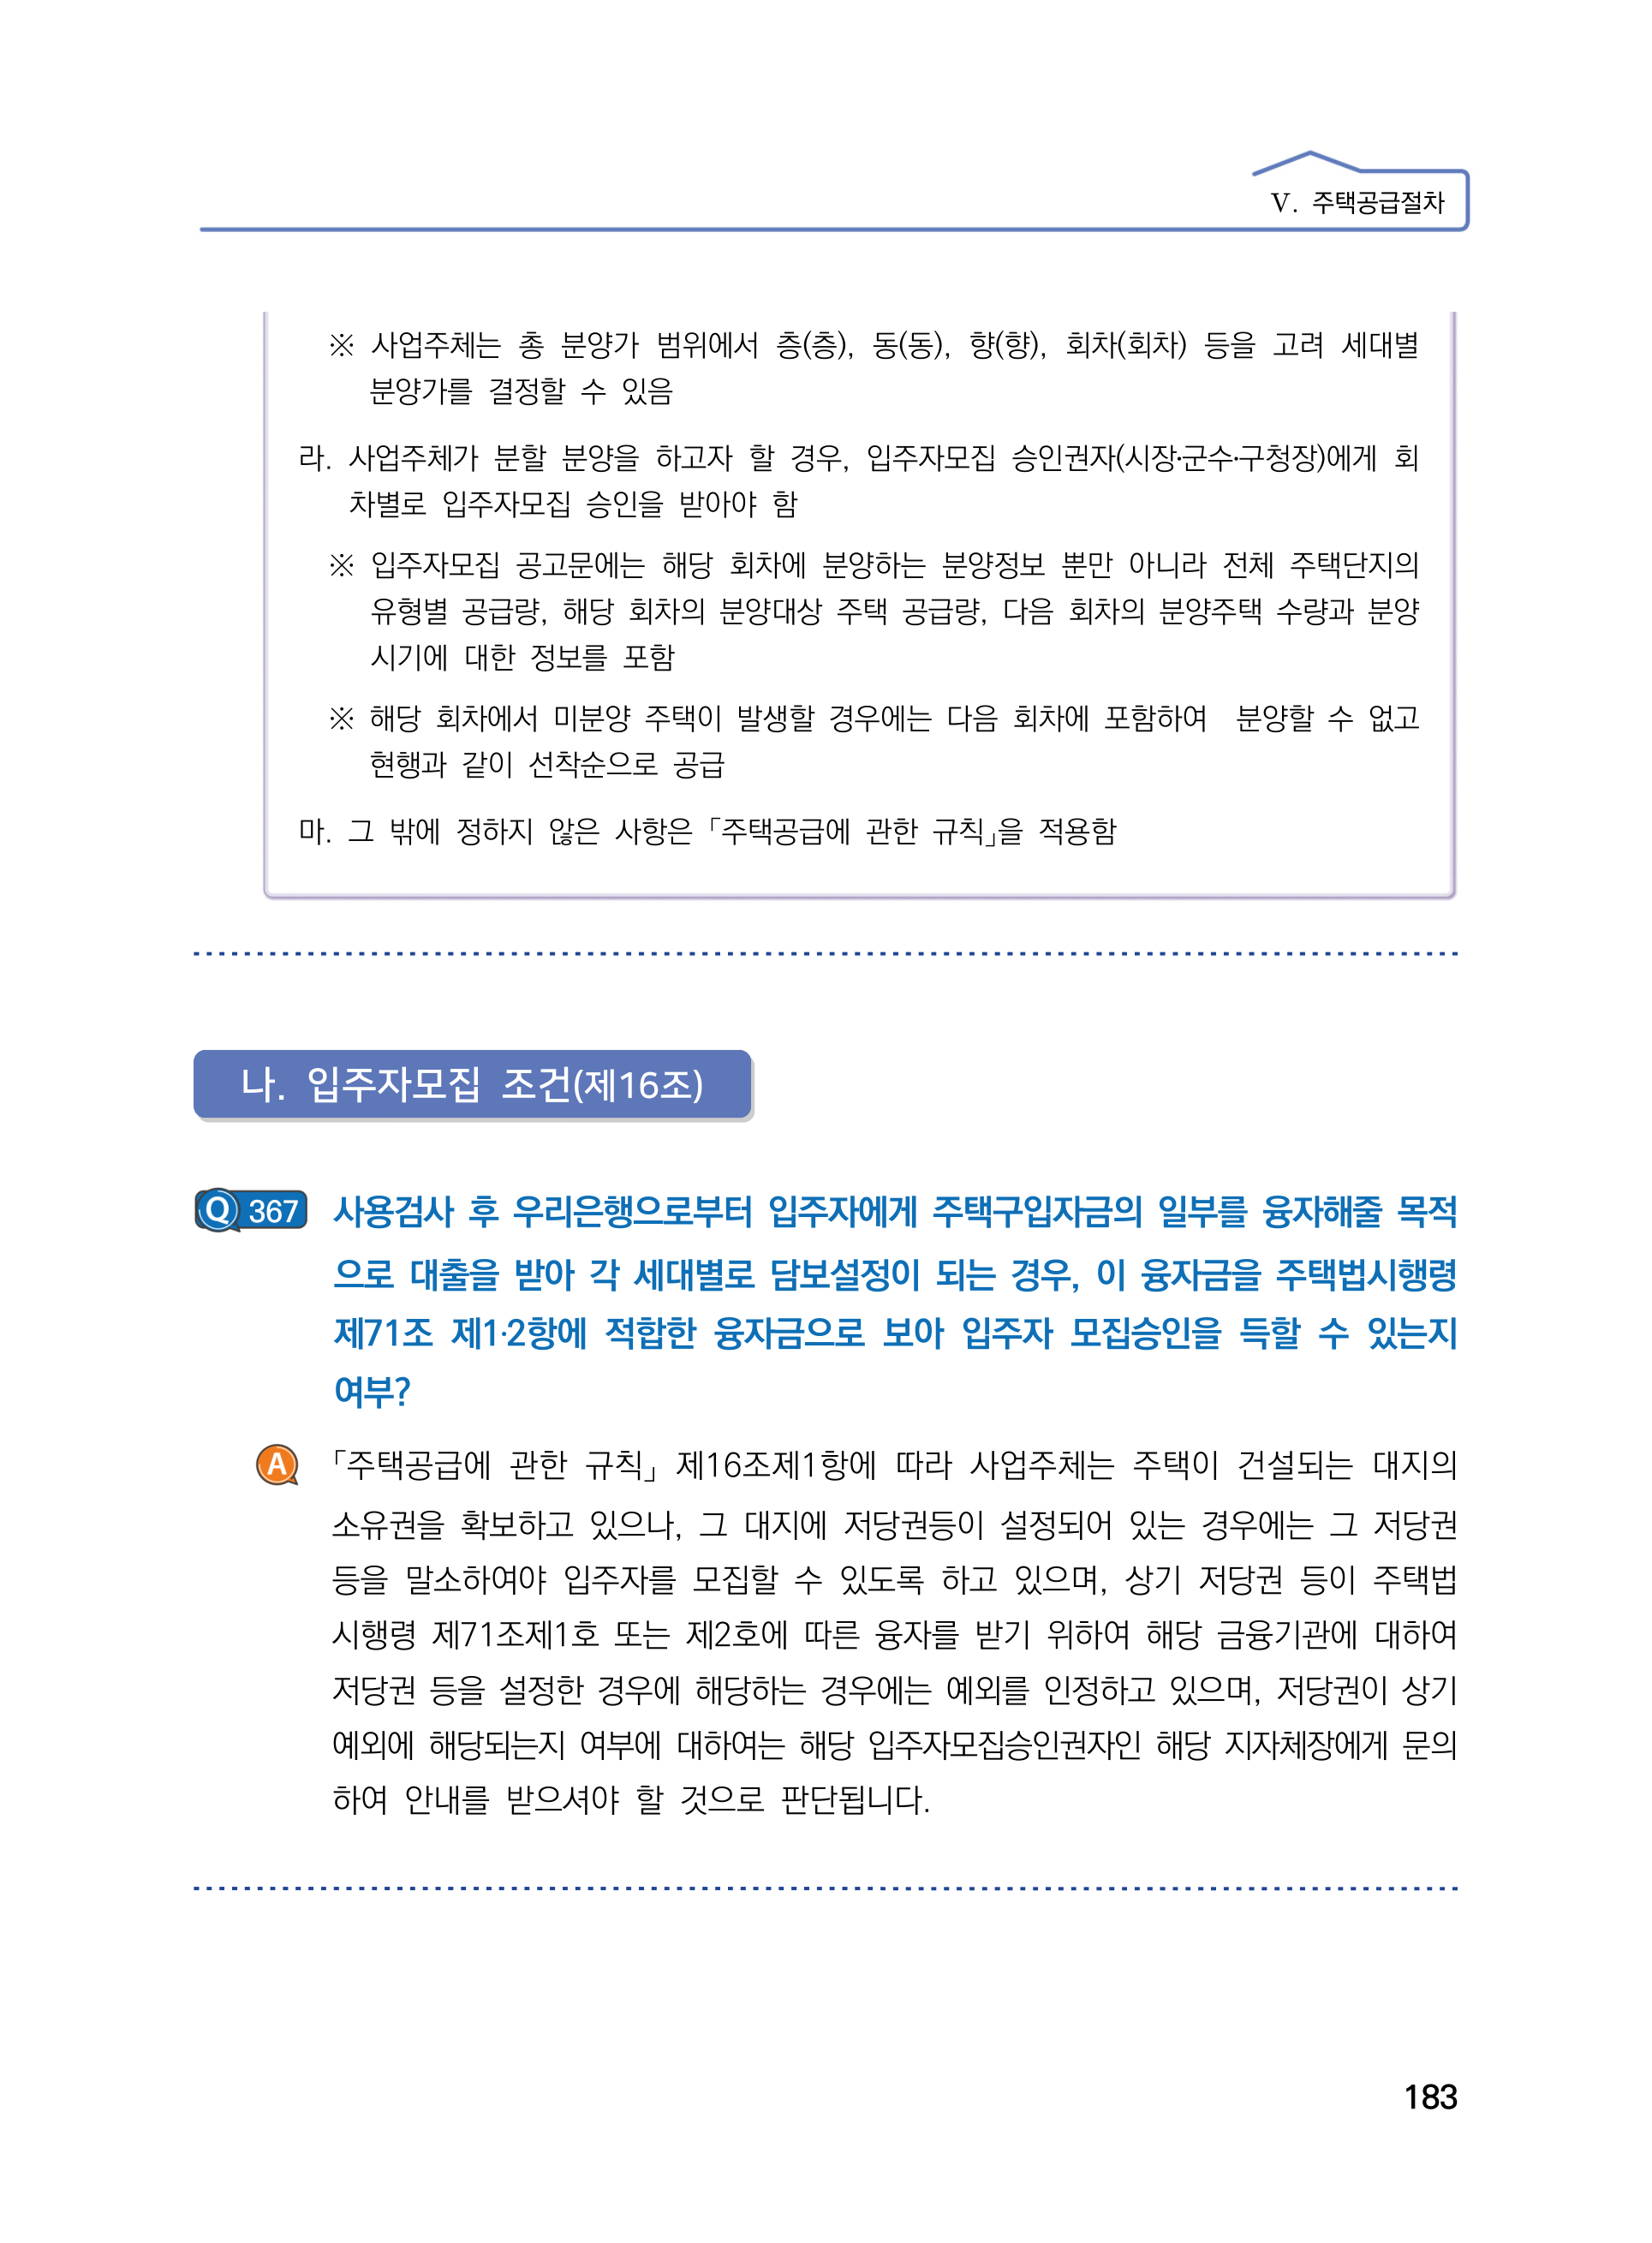 Ⅴ. 주택공급절차
※ 사업주체는 총 분양가 범위에서 층(층), 동(동), 향(향), 회차(회차) 등을 고려 세대별
분양가를 결정할 수 있음
라. 사업주체가 분할 분양을 하고자 할 경우, 입주자모집 승인권자(시장·군수·구청장)에게 회
차별로 입주자모집 승인을 받아야 함
※ 입주자모집 공고문에는 해당 회차에 분양하는 분양정보 뿐만 아니라 전체 주택단지의
유형별 공급량, 해당 회차의 분양대상 주택 공급량, 다음 회차의 분양주택 수량과 분양
시기에 대한 정보를 포함
※ 해당 회차에서 미분양 주택이 발생할 경우에는 다음 회차에 포함하여 분양할 수 없고
현행과 같이 선착순으로 공급
마. 그 밖에 정하지 않은 사항은 「주택공급에 관한 규칙」을 적용함
나. 입주자모집 조건(제16조)
Q 367 사용검사 후 우리은행으로부터 입주자에게 주택구입자금의 일부를 융자해줄 목적
으로 대출을 받아 각 세대별로 담보설정이 되는 경우, 이 융자금을 주택법시행령
제71조 제1·2항에 적합한 융자금으로 보아 입주자 모집승인을 득할 수 있는지
여부?
A 「주택공급에 관한 규칙」 제16조제1항에 따라 사업주체는 주택이 건설되는 대지의
소유권을 확보하고 있으나, 그 대지에 저당권등이 설정되어 있는 경우에는 그 저당권
등을 말소하여야 입주자를 모집할 수 있도록 하고 있으며, 상기 저당권 등이 주택법
시행령 제71조제1호 또는 제2호에 따른 융자를 받기 위하여 해당 금융기관에 대하여
저당권 등을 설정한 경우에 해당하는 경우에는 예외를 인정하고 있으며, 저당권이 상기
예외에 해당되는지 여부에 대하여는 해당 입주자모집승인권자인 해당 지자체장에게 문의
하여 안내를 받으셔야 할 것으로 판단됩니다.
183